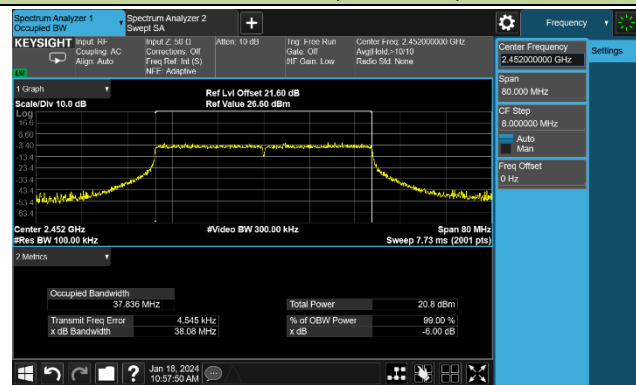 Spectrum Analyzer 1
Occupied BW
Spectrum Analyzer 2
Swept SA
Frequency
KEYSIGHT
Input: RF
Coupling: AC
Align: Auto
Input Z: 50 Ω
Corrections: Off
Freq Ref: Int (S)
NFE: Adaptive
Atten: 10 dB
Trig: Free Run
Gate: Off
#IF Gain: Low
Center Freq: 2.452000000 GHz
Avg|Hold:>10/10
Radio Std: None
Center Frequency
2.452000000 GHz
Settings
Span
80.000 MHz
CF Step
8.000000 MHz
Auto
Man
Freq Offset
0 Hz
1 Graph
Scale/Div 10.0 dB
Ref Lvl Offset 21.60 dB
Ref Value 26.60 dBm
Log
16.6
6.60
-3.40
-13.4
-23.4
-33.4
-43.4
-53.4
-63.4
Center 2.452 GHz
#Video BW 300.00 kHz
Span 80 MHz
#Res BW 100.00 kHz
Sweep 7.73 ms (2001 pts)
2 Metrics
Occupied Bandwidth
37.836 MHz
Total Power
20.8 dBm
Transmit Freq Error
4.545 kHz
% of OBW Power
99.00 %
x dB Bandwidth
38.08 MHz
x dB
-6.00 dB
Jan 18, 2024
10:57:50 AM